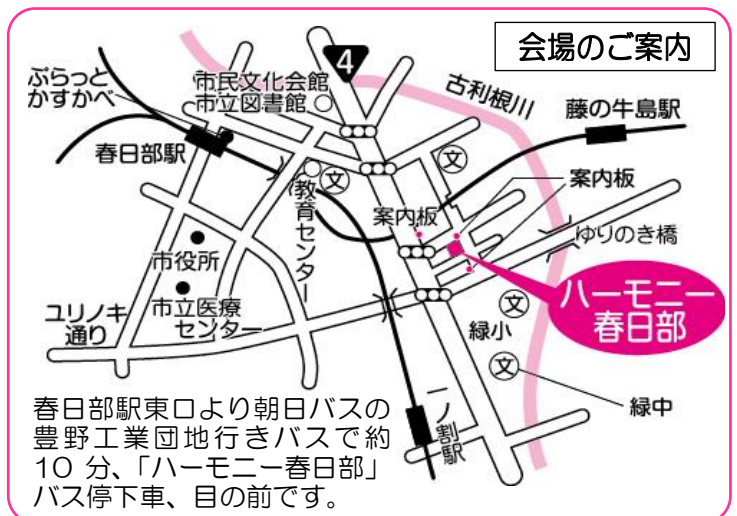 会場のご案内
4
ぷらっと
かすかべ
市民文化会館
市立図書館
古利根川
藤の牛島駅
春日部駅
文
文
教育センター
案内板
案内板
ゆりのき橋
市役所
市立医療
センター
ユリノキ
通り
ハーモニー
春日部
文
緑小
文
緑中
一ノ割駅
春日部駅東口より朝日バスの
豊野工業団地行きバスで約
10 分、「ハーモニー春日部」
バス停下車、目の前です。